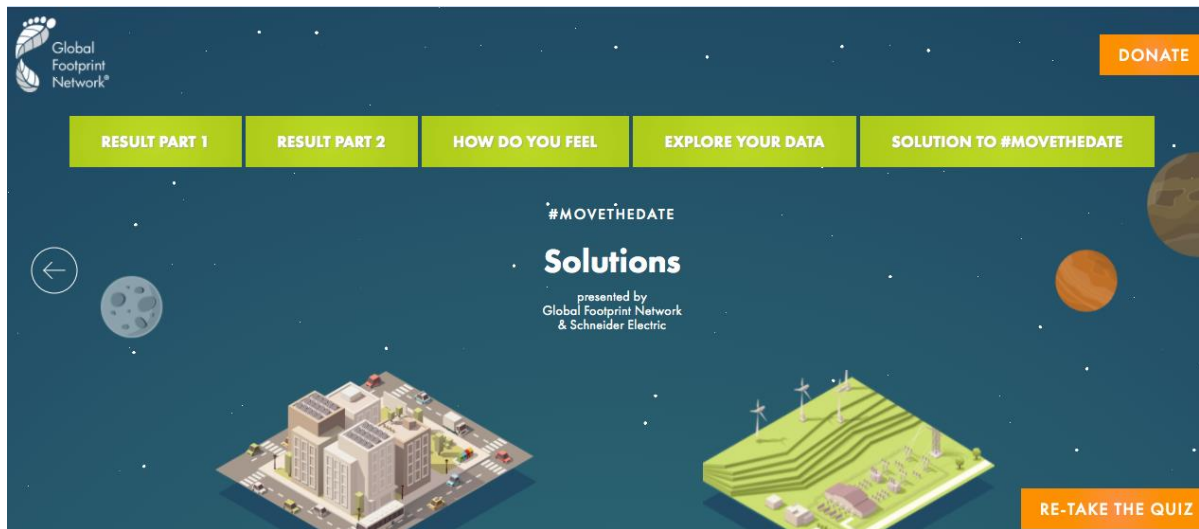 Global
Footprint
Network®
DONATE
RESULT PART 1
RESULT PART 2
HOW DO YOU FEEL
EXPLORE YOUR DATA
SOLUTION TO #MOVETHEDATE
#MOVETHEDATE
Solutions
presented by
Global Footprint Network
& Schneider Electric
RE-TAKE THE QUIZ